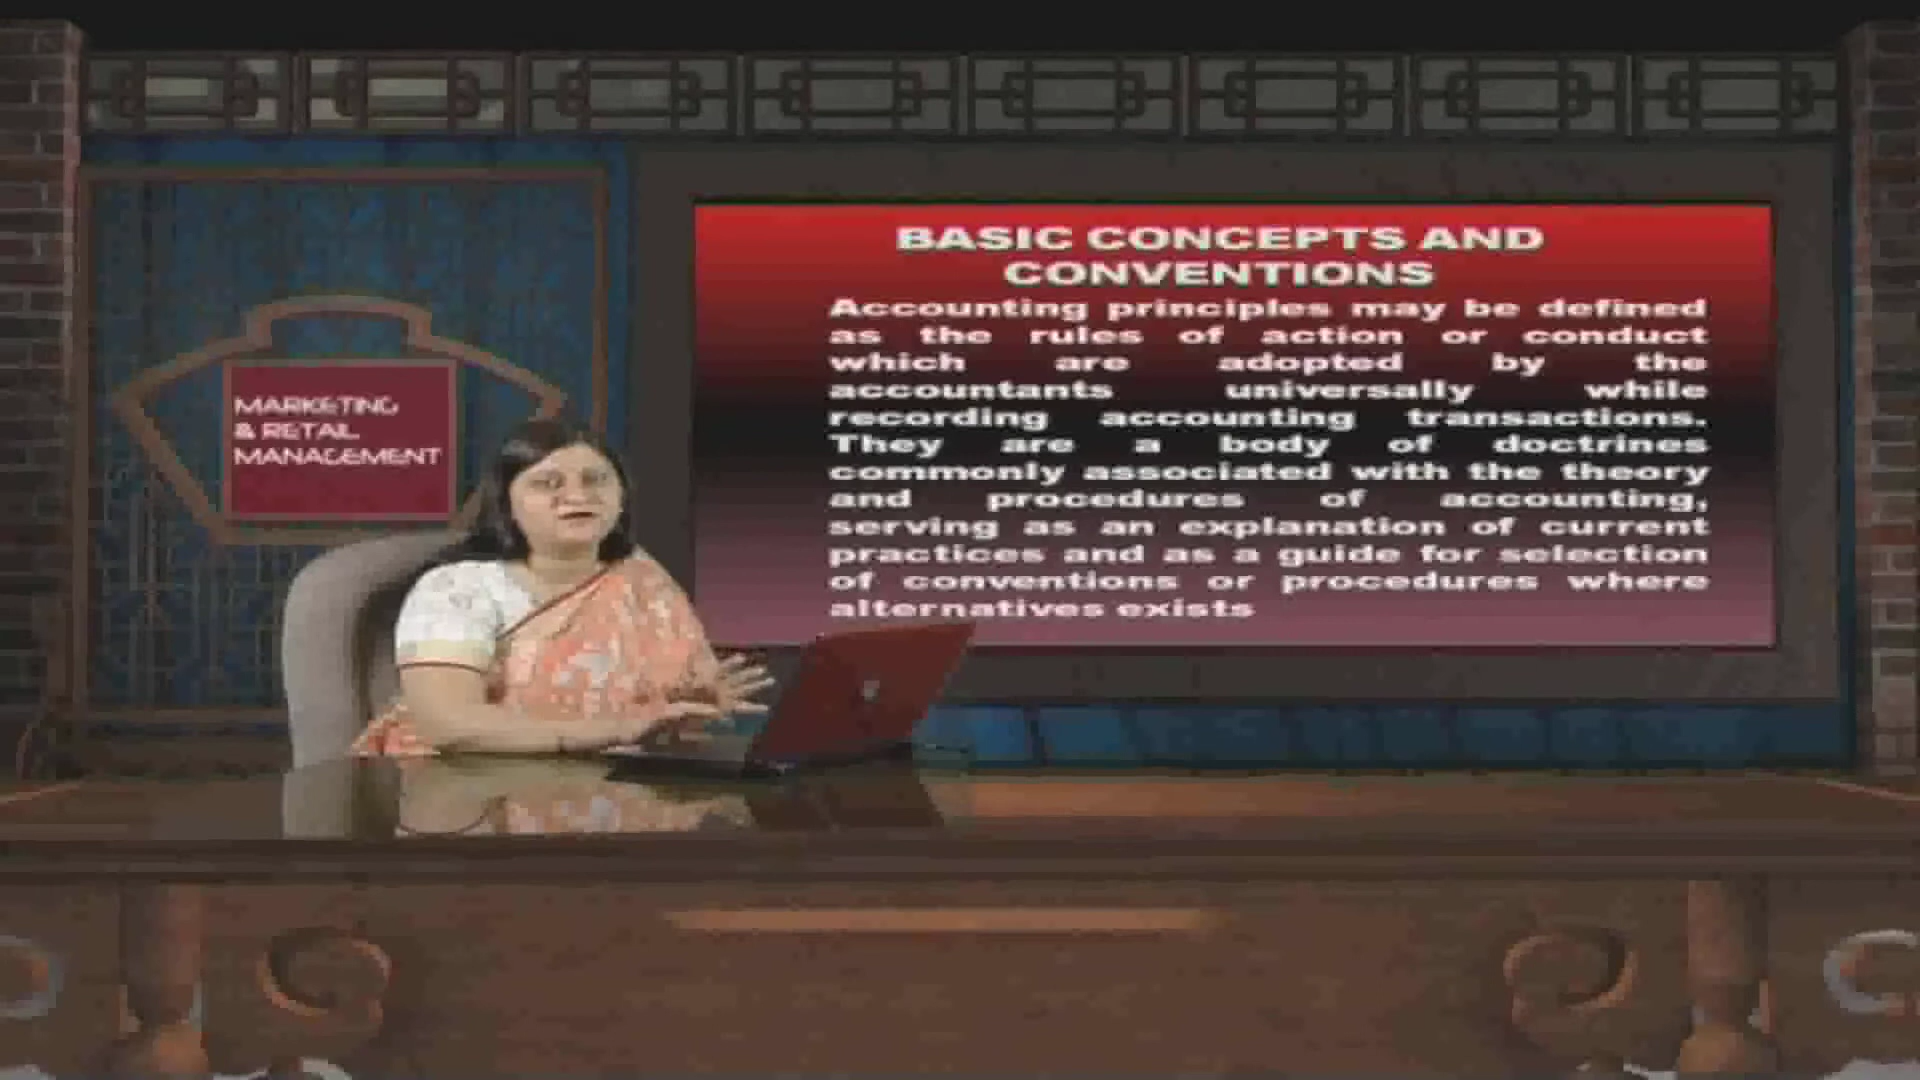 BASIC CONCEPTS AND
CONVENTIONS
Accounting principles may be defined
as the rules of action or conduct
which are adopted by the
accountants universally while
recording accounting transactions.
They are a body of doctrines
commonly associated with the theory
and procedures of accounting,
serving as an explanation of current
practices and as a guide for selection
of conventions or procedures where
alternatives exists
MARKETING
& RETAIL
MANAGEMENT